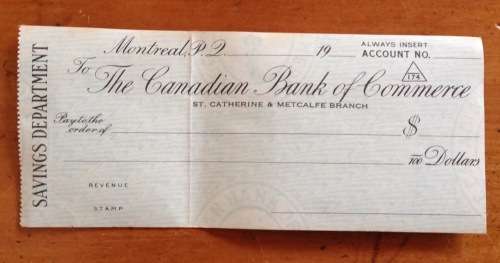 SAVINGS DEPARTMENT
Montreal, P.Q. 19
ALWAYS INSERT
ACCOUNT NO.
To The Canadian Bank of Commerce
174
ST. CATHERINE & METCALFE BRANCH
Pay to the
order of $
/100 Dollars
REVENUE
STAMP